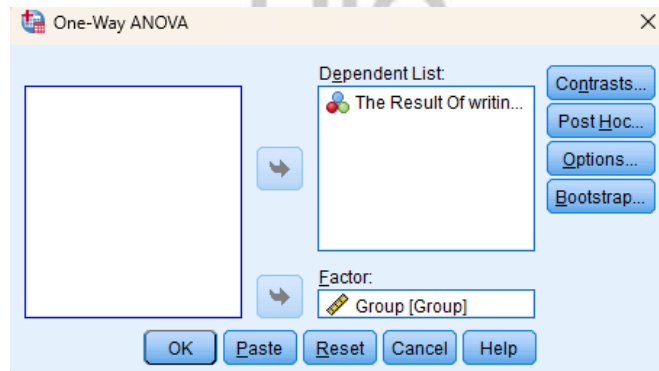 One-Way ANOVA
Dependent List:
The Result Of writin...
Contrasts...
Post Hoc...
Options...
Bootstrap...
Factor:
Group [Group]
OK Paste Reset Cancel Help